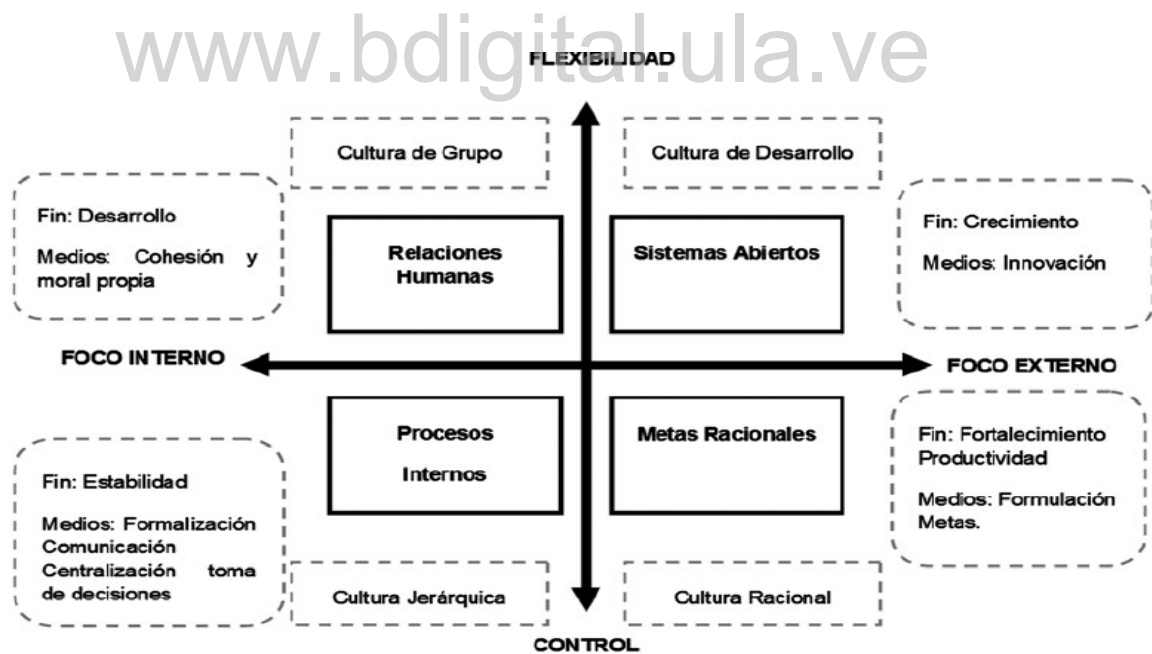 www.bdigital.ula.ve
FLEXIBILIDAD
Cultura de Grupo
Cultura de Desarrollo
Fin: Desarrollo
Medios: Cohesión y
moral propia
Relaciones
Humanas
Sistemas Abiertos
Fin: Crecimiento
Medios: Innovación
FOCO INTERNO
FOCO EXTERNO
Fin: Estabilidad
Medios: Formalización
Comunicación
Centralización toma
de decisiones
Procesos
Internos
Metas Racionales
Fin: Fortalecimiento
Productividad
Medios: Formulación
Metas.
Cultura Jerárquica
Cultura Racional
CONTROL